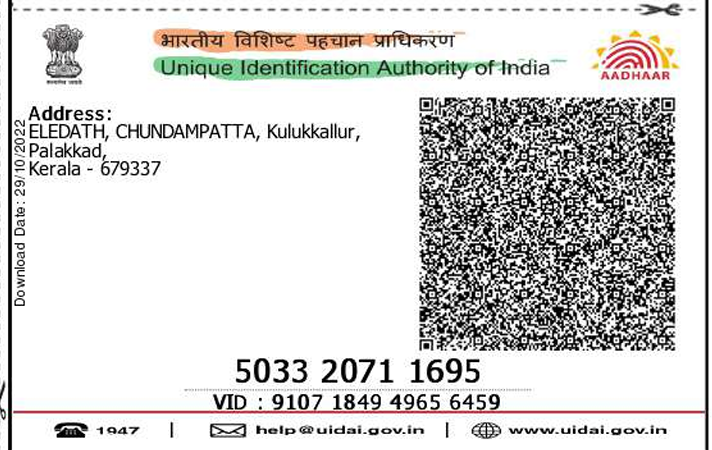 भारतीय विशिष्ट पहचान प्राधिकरण
Unique Identification Authority of India
AADHAAR
Address:
ELEDATH, CHUNDAMPATTA, Kulukkallur,
Palakkad,
Kerala - 679337
Download Date: 29/10/2022
5033 2071 1695
VID : 9107 1849 4965 6459
1947 | help@uidai.gov.in | www.uidai.gov.in